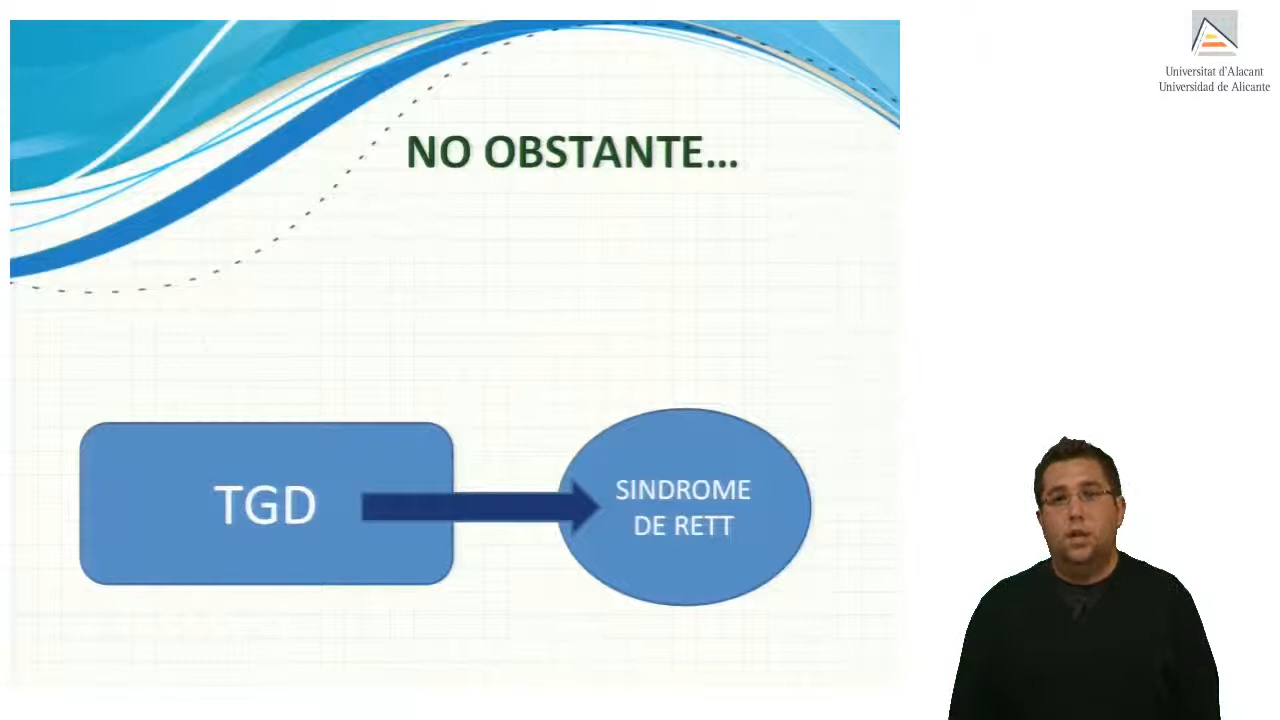 Universitat d'Alacant
Universidad de Alicante
NO OBSTANTE...
TGD
SINDROME
DE RETT